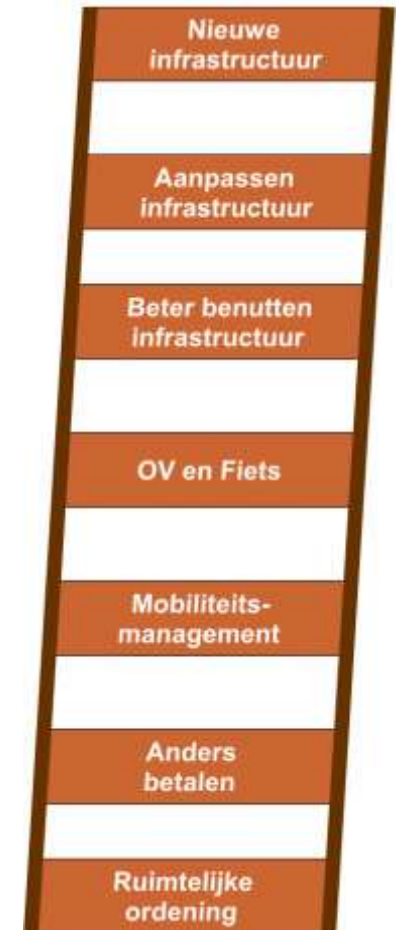 Nieuwe
infrastructuur
Aanpassen
infrastructuur
Beter benutten
infrastructuur
OV en Fiets
Mobiliteits-
management
Anders
betalen
Ruimtelijke
ordening